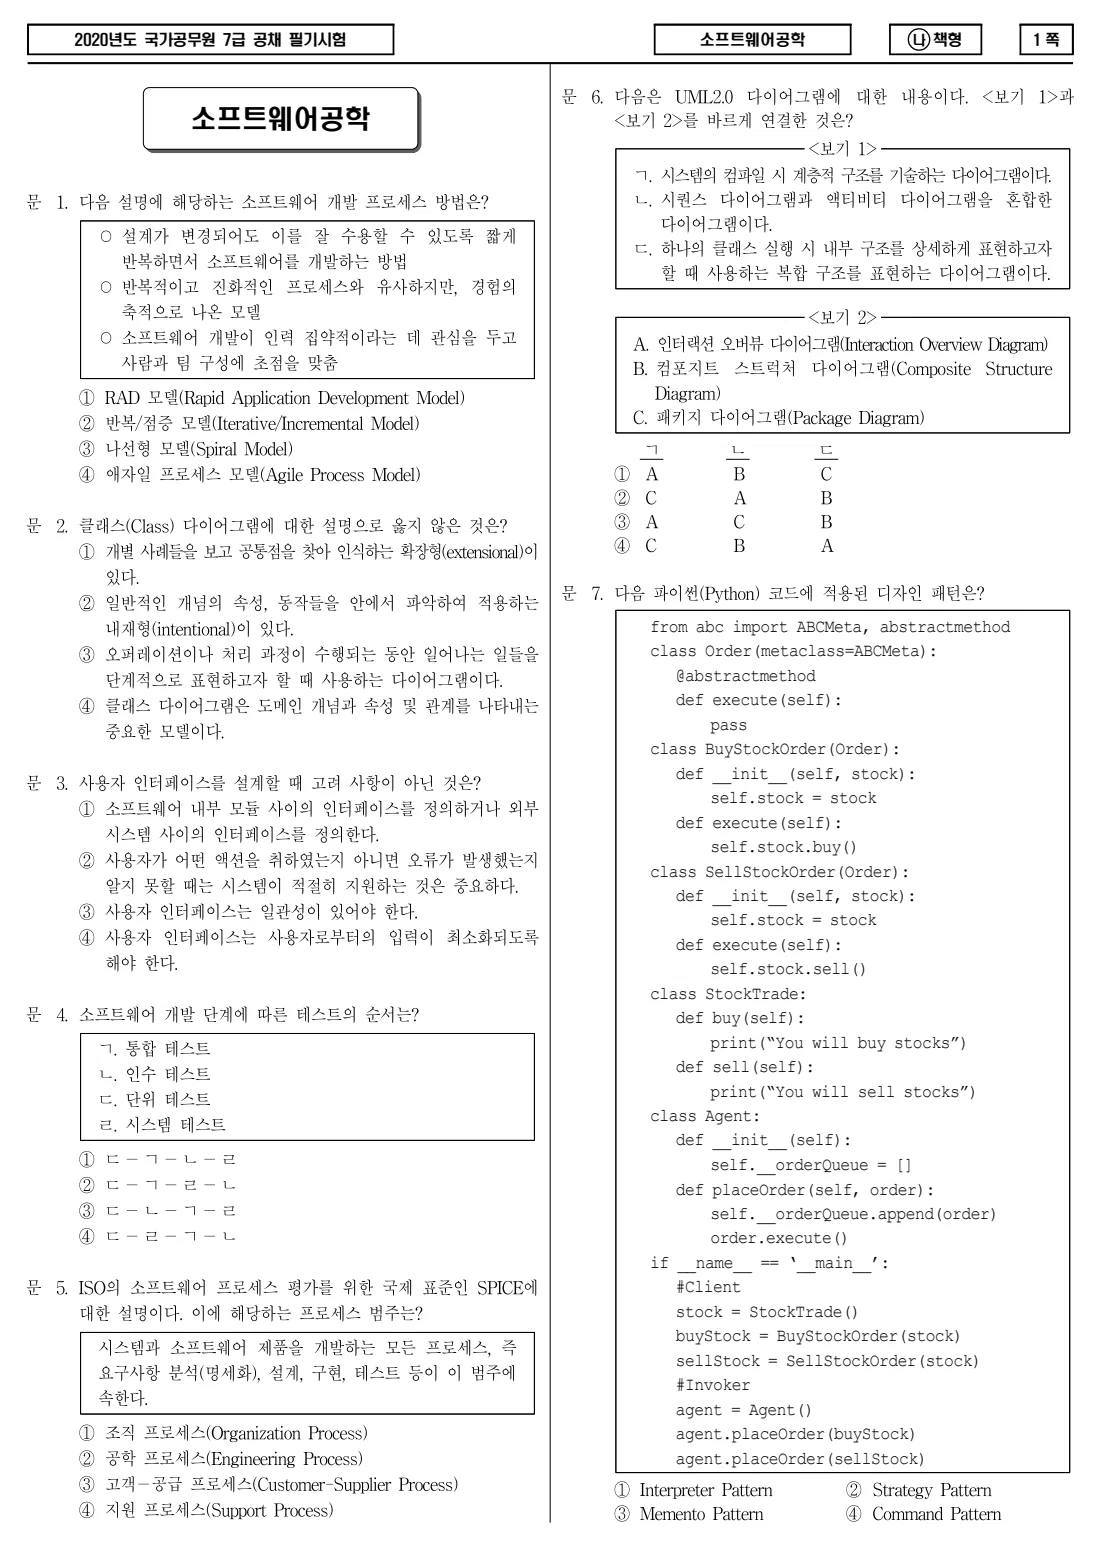 2020년도 국가공무원 7급 공채 필기시험
소프트웨어공학
㉯ 책형
1 쪽
소프트웨어공학
문 1. 다음 설명에 해당하는 소프트웨어 개발 프로세스 방법은?
○ 설계가 변경되어도 이를 잘 수용할 수 있도록 짧게
반복하면서 소프트웨어를 개발하는 방법
○ 반복적이고 진화적인 프로세스와 유사하지만, 경험의
축적으로 나온 모델
○ 소프트웨어 개발이 인력 집약적이라는 데 관심을 두고
사람과 팀 구성에 초점을 맞춤
① RAD 모델(Rapid Application Development Model)
② 반복/점증 모델(Iterative/Incremental Model)
③ 나선형 모델(Spiral Model)
④ 애자일 프로세스 모델(Agile Process Model)
문 2. 클래스(Class) 다이어그램에 대한 설명으로 옳지 않은 것은?
① 개별 사례들을 보고 공통점을 찾아 인식하는 확장형(extensional)이
있다.
② 일반적인 개념의 속성, 동작들을 안에서 파악하여 적용하는
내재형(intentional)이 있다.
③ 오퍼레이션이나 처리 과정이 수행되는 동안 일어나는 일들을
단계적으로 표현하고자 할 때 사용하는 다이어그램이다.
④ 클래스 다이어그램은 도메인 개념과 속성 및 관계를 나타내는
중요한 모델이다.
문 3. 사용자 인터페이스를 설계할 때 고려 사항이 아닌 것은?
① 소프트웨어 내부 모듈 사이의 인터페이스를 정의하거나 외부
시스템 사이의 인터페이스를 정의한다.
② 사용자가 어떤 액션을 취하였는지 아니면 오류가 발생했는지
알지 못할 때는 시스템이 적절히 지원하는 것은 중요하다.
③ 사용자 인터페이스는 일관성이 있어야 한다.
④ 사용자 인터페이스는 사용자로부터의 입력이 최소화되도록
해야 한다.
문 4. 소프트웨어 개발 단계에 따른 테스트의 순서는?
ㄱ. 통합 테스트
ㄴ. 인수 테스트
ㄷ. 단위 테스트
ㄹ. 시스템 테스트
① ㄷ－ㄱ－ㄴ－ㄹ
② ㄷ－ㄱ－ㄹ－ㄴ
③ ㄷ－ㄴ－ㄱ－ㄹ
④ ㄷ－ㄹ－ㄱ－ㄴ
문 5. ISO의 소프트웨어 프로세스 평가를 위한 국제 표준인 SPICE에
대한 설명이다. 이에 해당하는 프로세스 범주는?
시스템과 소프트웨어 제품을 개발하는 모든 프로세스, 즉
요구사항 분석(명세화), 설계, 구현, 테스트 등이 이 범주에
속한다.
① 조직 프로세스(Organization Process)
② 공학 프로세스(Engineering Process)
③ 고객－공급 프로세스(Customer-Supplier Process)
④ 지원 프로세스(Support Process)
문 6. 다음은 UML2.0 다이어그램에 대한 내용이다. <보기 1>과
<보기 2>를 바르게 연결한 것은?
<보기 1>
ㄱ. 시스템의 컴파일 시 계층적 구조를 기술하는 다이어그램이다.
ㄴ. 시퀀스 다이어그램과 액티비티 다이어그램을 혼합한
다이어그램이다.
ㄷ. 하나의 클래스 실행 시 내부 구조를 상세하게 표현하고자
할 때 사용하는 복합 구조를 표현하는 다이어그램이다.
<보기 2>
A. 인터랙션 오버뷰 다이어그램(Interaction Overview Diagram)
B. 컴포지트 스트럭처 다이어그램(Composite Structure
Diagram)
C. 패키지 다이어그램(Package Diagram)
ㄱ ㄴ ㄷ
① A B C
② C A B
③ A C B
④ C B A
문 7. 다음 파이썬(Python) 코드에 적용된 디자인 패턴은?
from abc import ABCMeta, abstractmethod
class Order(metaclass=ABCMeta):
@abstractmethod
def execute(self):
pass
class BuyStockOrder(Order):
def __init__(self, stock):
self.stock = stock
def execute(self):
self.stock.buy()
class SellStockOrder(Order):
def __init__(self, stock):
self.stock = stock
def execute(self):
self.stock.sell()
class StockTrade:
def buy(self):
print(“You will buy stocks”)
def sell(self):
print(“You will sell stocks”)
class Agent:
def __init__(self):
self.__orderQueue = []
def placeOrder(self, order):
self.__orderQueue.append(order)
order.execute()
if __name__ == ‘__main__’:
#Client
stock = StockTrade()
buyStock = BuyStockOrder(stock)
sellStock = SellStockOrder(stock)
#Invoker
agent = Agent()
agent.placeOrder(buyStock)
agent.placeOrder(sellStock)
① Interpreter Pattern ② Strategy Pattern
③ Memento Pattern ④ Command Pattern